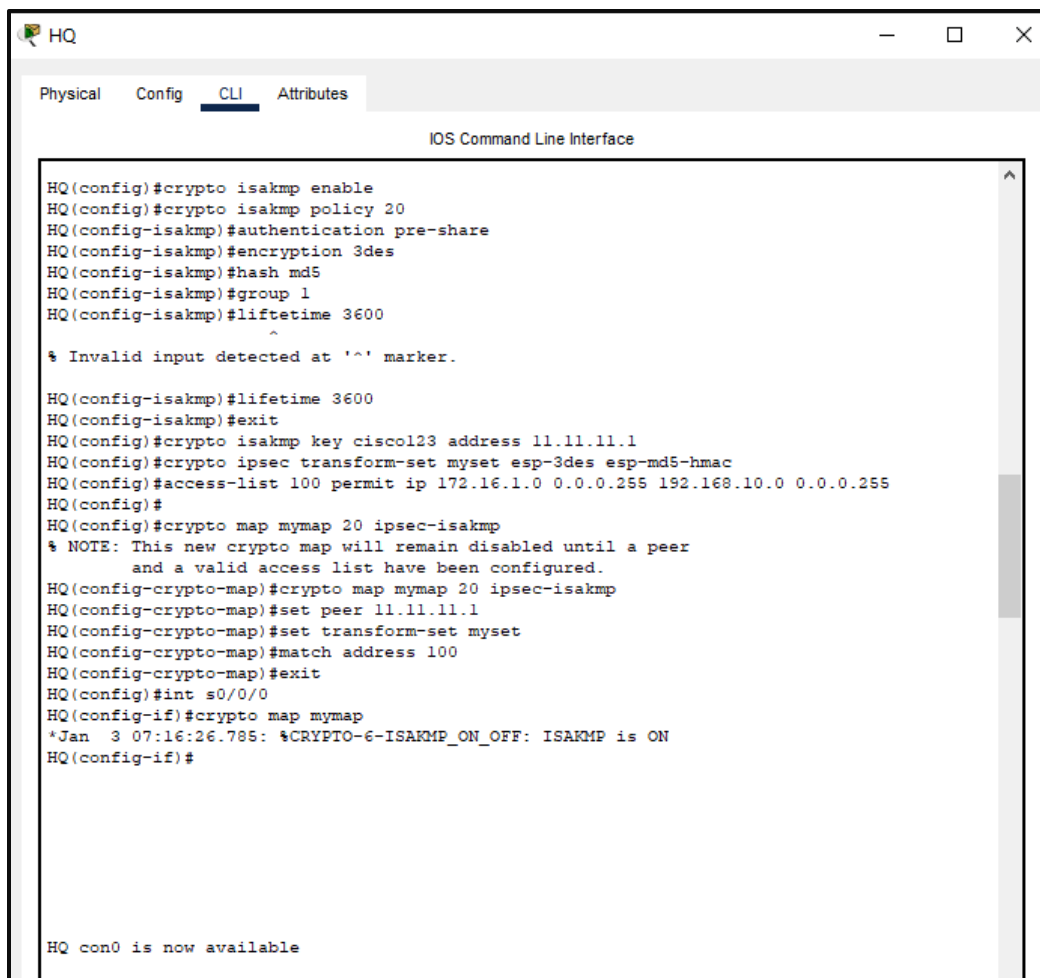 HQ
Physical Config CLI Attributes
IOS Command Line Interface
HQ(config)#crypto isakmp enable
HQ(config)#crypto isakmp policy 20
HQ(config-isakmp)#authentication pre-share
HQ(config-isakmp)#encryption 3des
HQ(config-isakmp)#hash md5
HQ(config-isakmp)#group 1
HQ(config-isakmp)#liftetime 3600
^
% Invalid input detected at '^' marker.
HQ(config-isakmp)#lifetime 3600
HQ(config-isakmp)#exit
HQ(config)#crypto isakmp key cisco123 address 11.11.11.1
HQ(config)#crypto ipsec transform-set myset esp-3des esp-md5-hmac
HQ(config)#access-list 100 permit ip 172.16.1.0 0.0.0.255 192.168.10.0 0.0.0.255
HQ(config)#
HQ(config)#crypto map mymap 20 ipsec-isakmp
% NOTE: This new crypto map will remain disabled until a peer
and a valid access list have been configured.
HQ(config-crypto-map)#crypto map mymap 20 ipsec-isakmp
HQ(config-crypto-map)#set peer 11.11.11.1
HQ(config-crypto-map)#set transform-set myset
HQ(config-crypto-map)#match address 100
HQ(config-crypto-map)#exit
HQ(config)#int s0/0/0
HQ(config-if)#crypto map mymap
*Jan 3 07:16:26.785: %CRYPTO-6-ISAKMP_ON_OFF: ISAKMP is ON
HQ(config-if)#
HQ con0 is now available